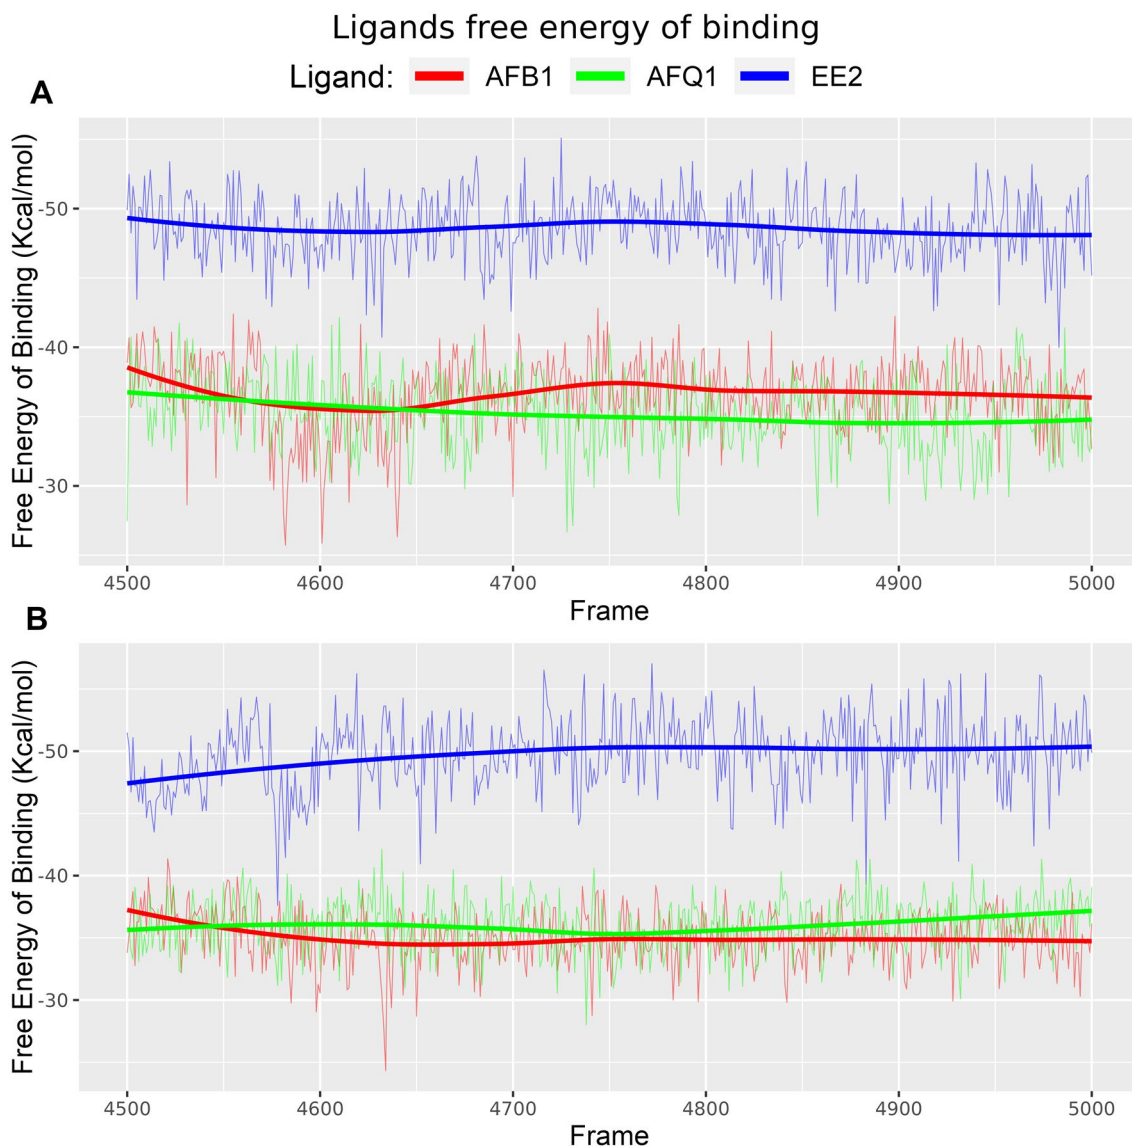 Ligands free energy of binding
Ligand: AFB1 AFQ1 EE2
A
Free Energy of Binding (Kcal/mol)
-50
-40
-30
4500 4600 4700 4800 4900 5000
Frame
B
Free Energy of Binding (Kcal/mol)
-50
-40
-30
4500 4600 4700 4800 4900 5000
Frame